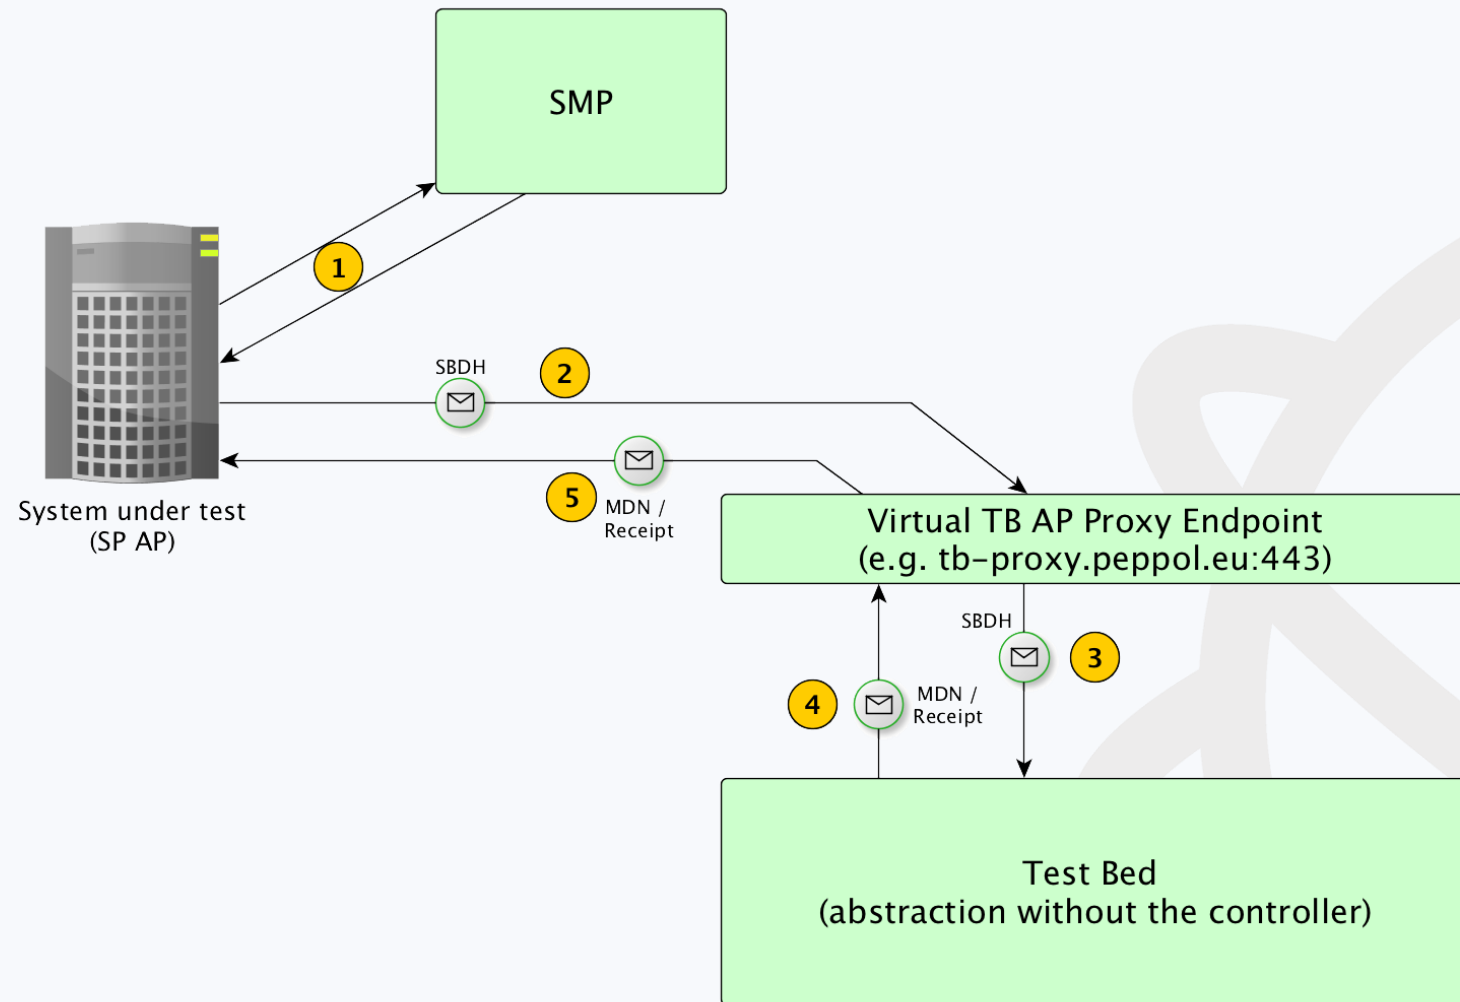 SMP
1
SBDH
2
5
MDN /
Receipt
System under test
(SP AP)
Virtual TB AP Proxy Endpoint
(e.g. tb-proxy.peppol.eu:443)
SBDH
3
4
MDN /
Receipt
Test Bed
(abstraction without the controller)